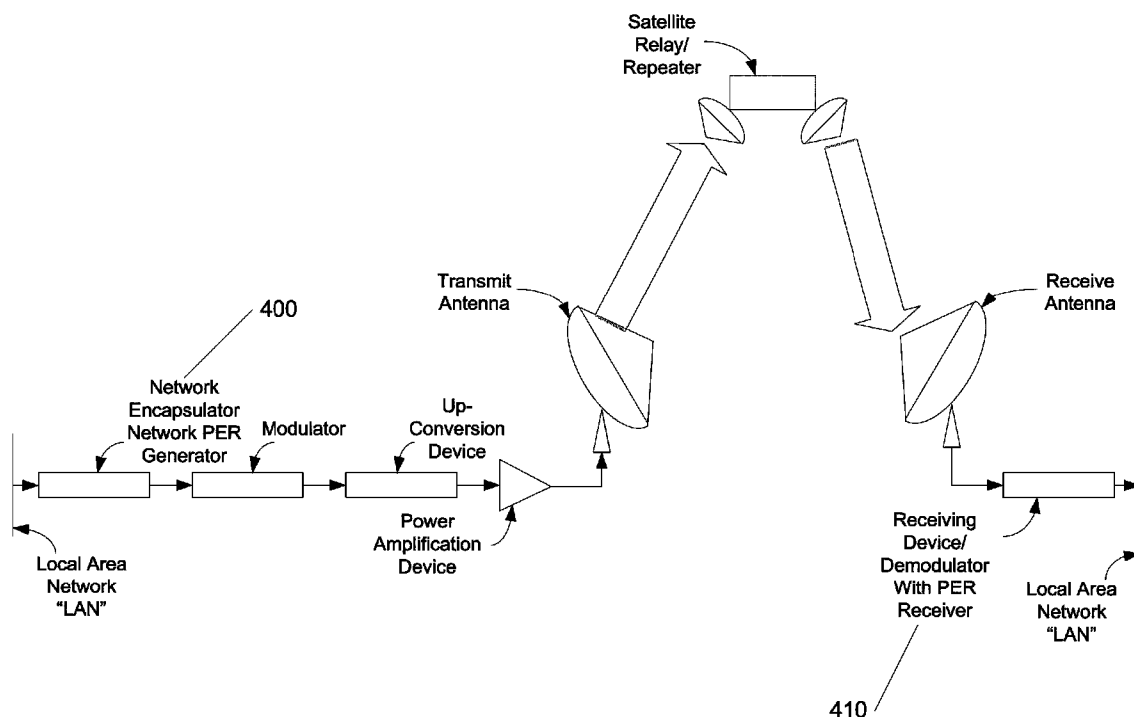 Satellite
Relay/
Repeater
Transmit
Antenna
Receive
Antenna
400
Network
Encapsulator
Network PER
Generator
Modulator
Up-
Conversion
Device
Power
Amplification
Device
Local Area
Network
“LAN”
Receiving
Device/
Demodulator
With PER
Receiver
Local Area
Network
“LAN”
410